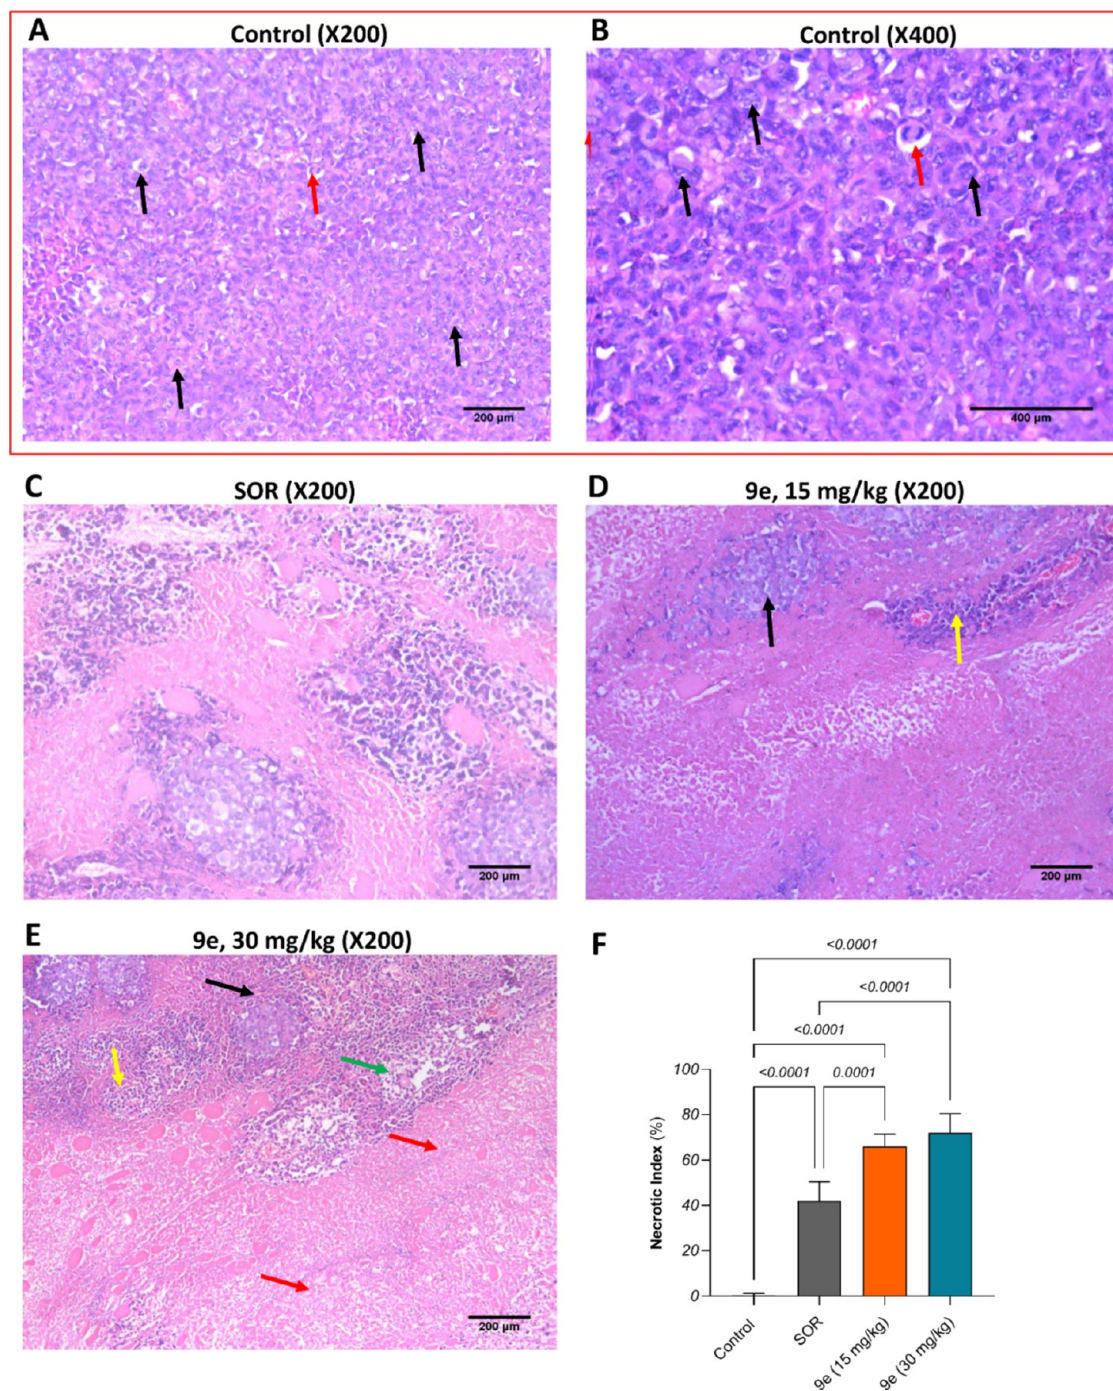 A
Control (X200)
200 µm
B
Control (X400)
400 µm
C
SOR (X200)
200 µm
D
9e, 15 mg/kg (X200)
200 µm
E
9e, 30 mg/kg (X200)
200 µm
F
<0.0001
<0.0001
<0.0001
<0.0001
0.0001
Necrotic Index (%)
100
80
60
40
20
0
Control
SOR
9e (15 mg/kg)
9e (30 mg/kg)